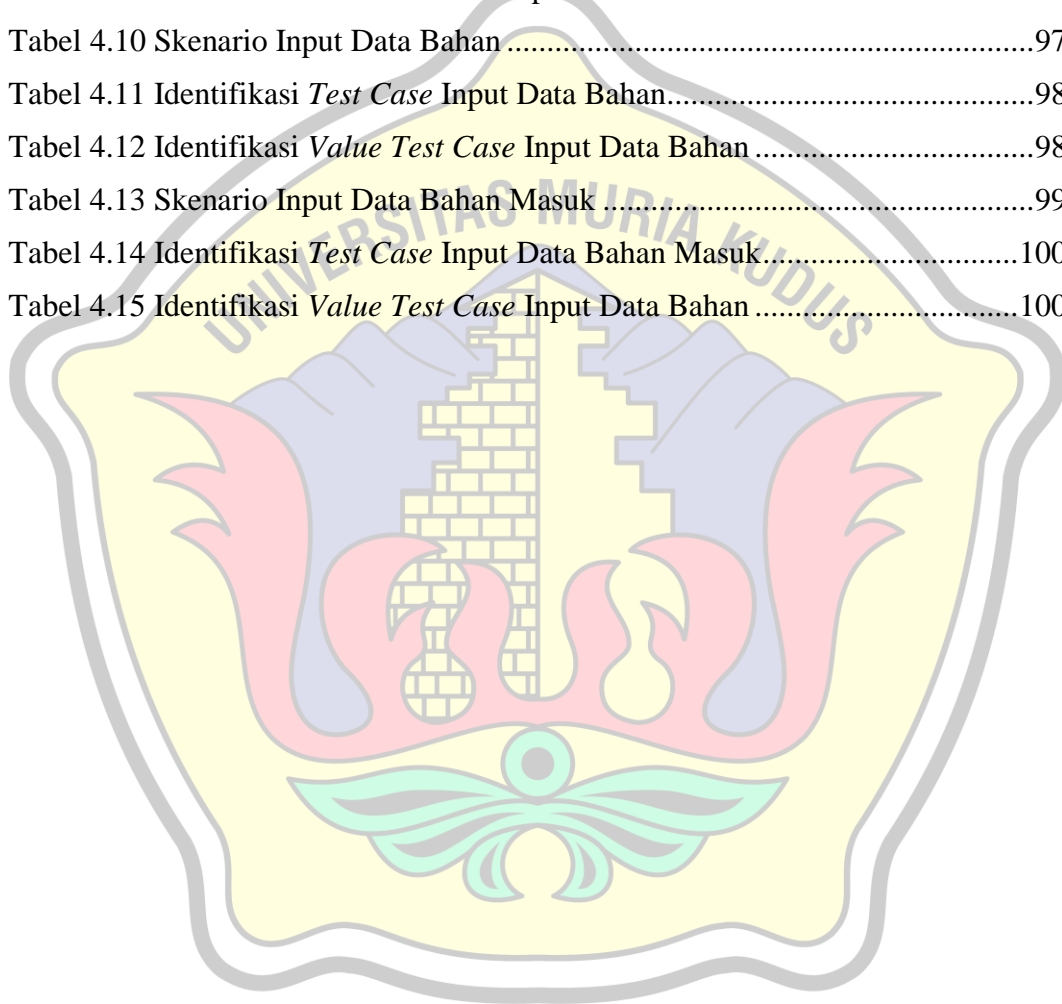 Tabel 4.10 Skenario Input Data Bahan ....................................................................97
Tabel 4.11 Identifikasi Test Case Input Data Bahan...............................................98
Tabel 4.12 Identifikasi Value Test Case Input Data Bahan ....................................98
Tabel 4.13 Skenario Input Data Bahan Masuk .......................................................99
Tabel 4.14 Identifikasi Test Case Input Data Bahan Masuk.................................100
Tabel 4.15 Identifikasi Value Test Case Input Data Bahan ..................................100
UNIVERSITAS MURIA KUDUS